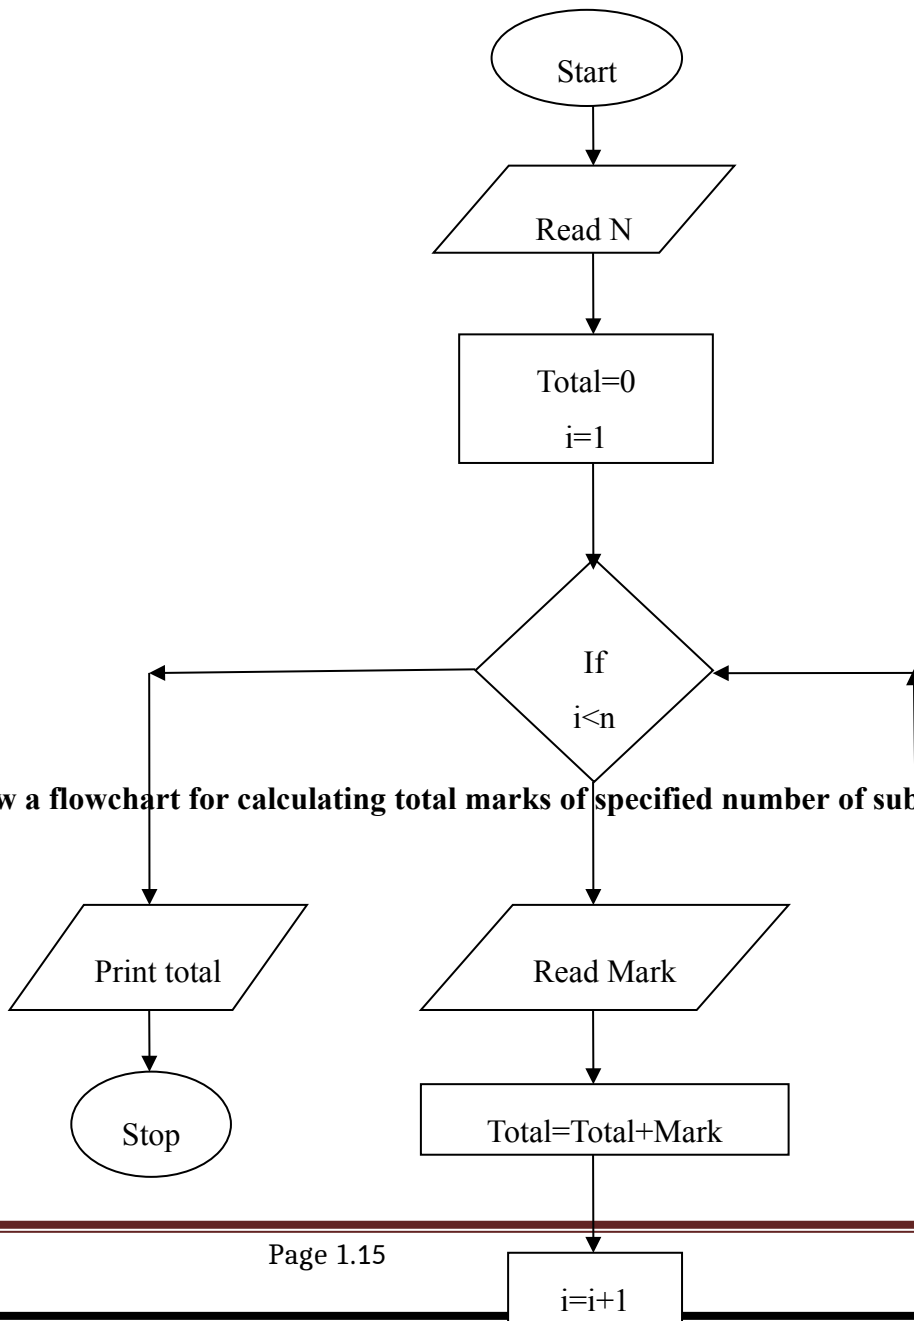 Start
Read N
Total=0
i=1
If
i<n
a flowchart for calculating total marks of specified number of
Print total
Read Mark
Stop
Total=Total+Mark
Page 1.15
i=i+1